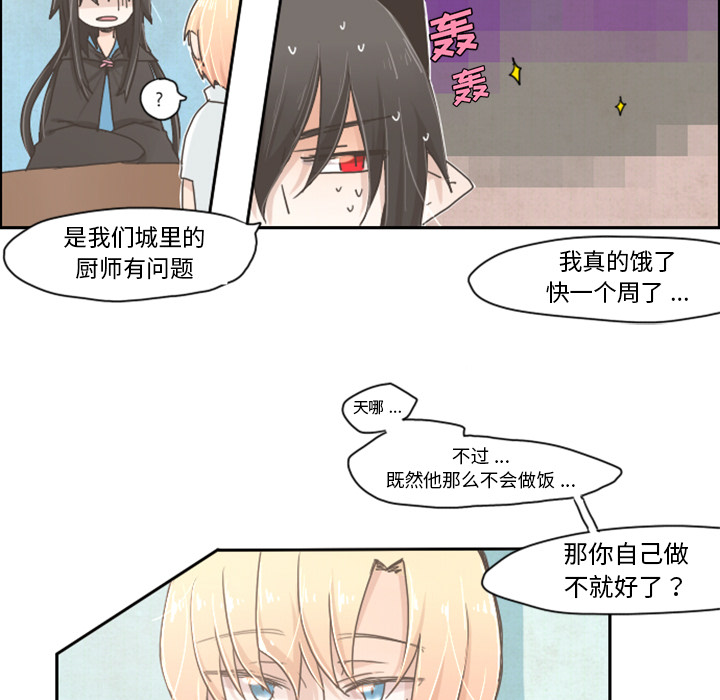 ?
轰
轰
是我们城里的
厨师有问题
我真的饿了
快一个周了 ...
天哪 ...
不过 ...
既然他那么不会做饭 ...
那你自己做
不就好了？